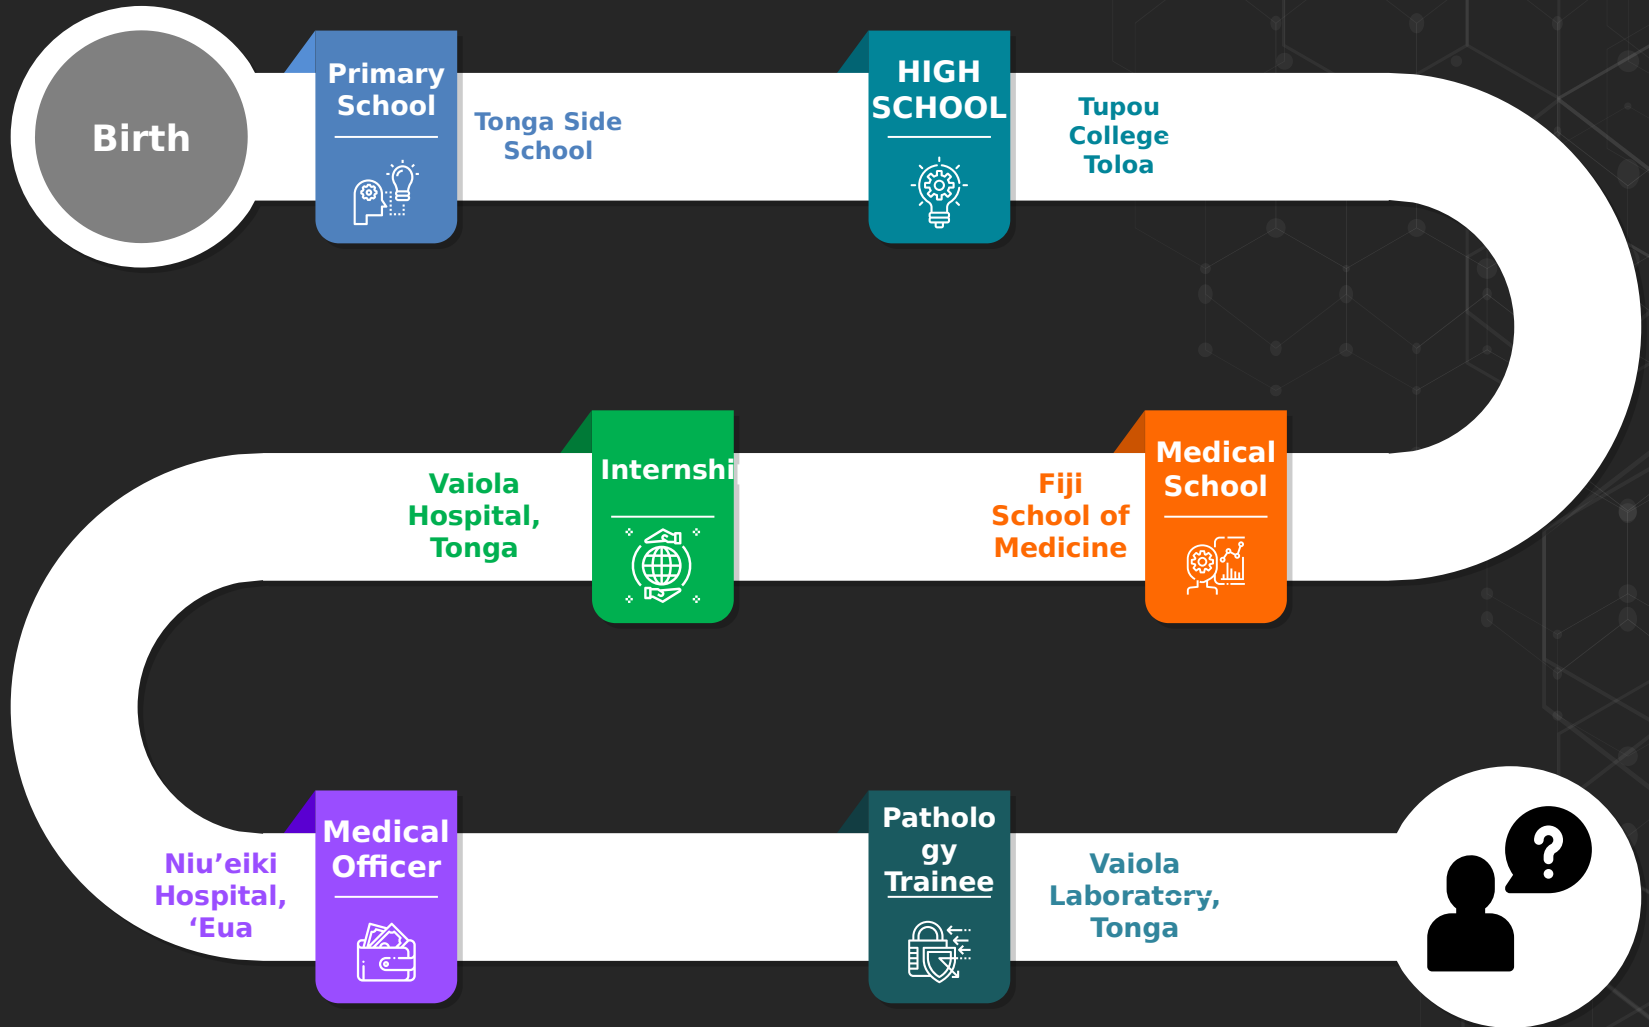 Birth
Primary
School
Tonga Side
School
HIGH
SCHOOL
Tupou
College
Toloa
Medical
School
Fiji
School of
Medicine
Internshi
Vaiola
Hospital,
Tonga
Niu’eiki
Hospital,
‘Eua
Medical
Officer
Patholo
gy
Trainee
Vaiola
Laboratory,
Tonga
?